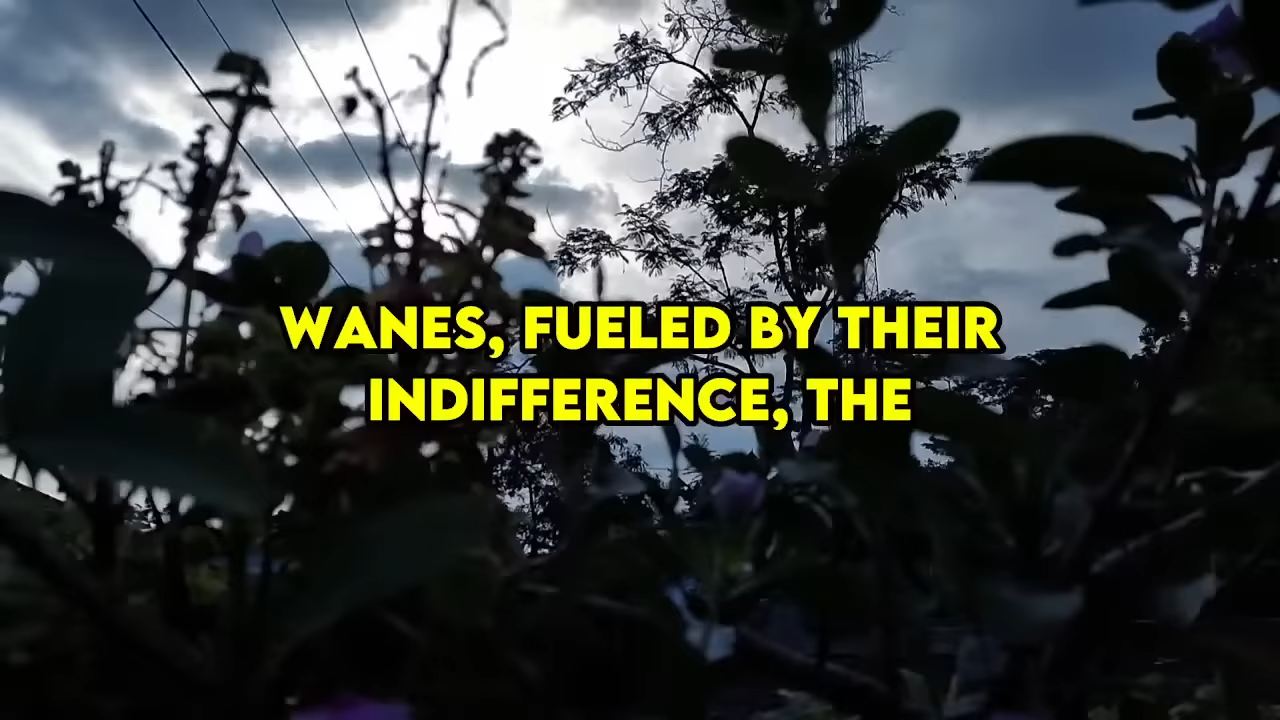 WANES, FUELED BY THEIR
INDIFFERENCE, THE